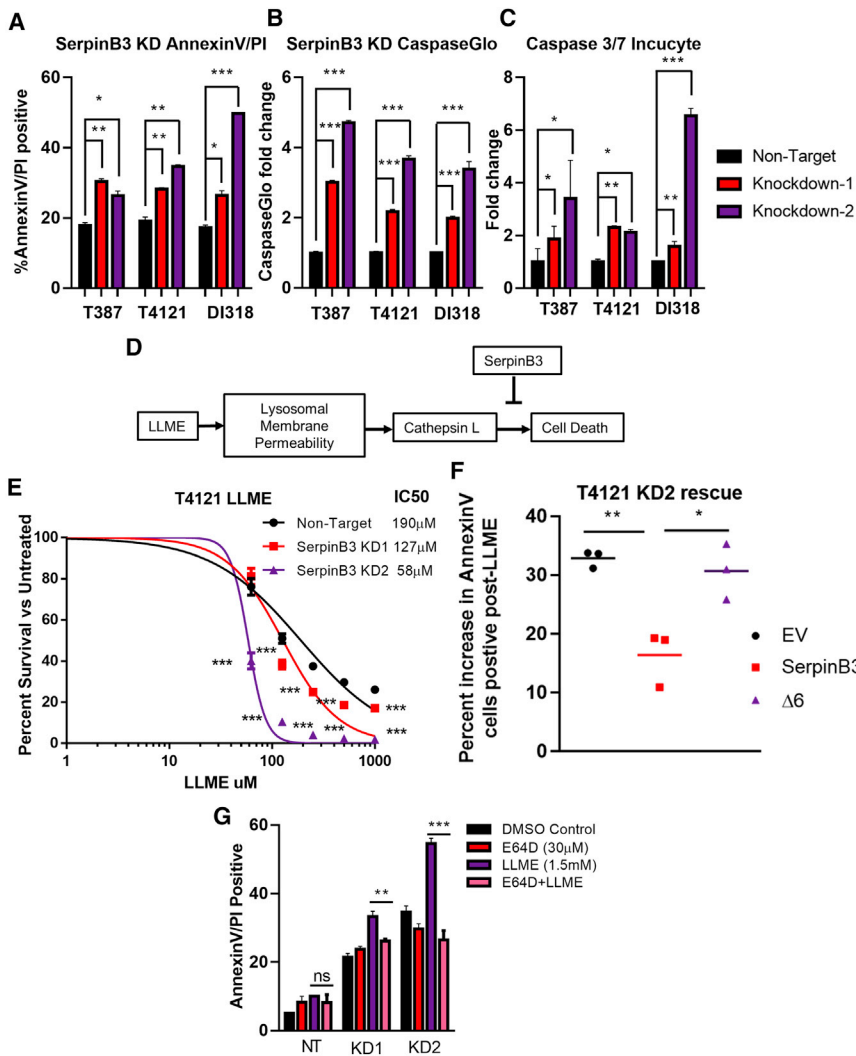 A
SerpinB3 KD AnnexinV/PI
%AnnexinV/PI positive
60
40
20
0
*
**
**
**
***
*
T387
T4121
DI318
B
SerpinB3 KD CaspaseGlo
CaspaseGlo fold change
6
4
2
0
***
***
***
***
***
***
T387
T4121
DI318
C
Caspase 3/7 Incucyte
Fold change
8
6
4
2
0
*
*
*
**
***
**
T387
T4121
DI318
Non-Target
Knockdown-1
Knockdown-2
D
SerpinB3
LLME
Lysosomal
Membrane
Permeability
Cathepsin L
Cell Death
E
T4121 LLME
IC50
Non-Target 190µM
SerpinB3 KD1 127µM
SerpinB3 KD2 58µM
Percent Survival vs Untreated
100
80
60
40
20
0
***
***
***
***
***
***
***
***
***
1
10
100
1000
LLME uM
F
T4121 KD2 rescue
Percent increase in AnnexinV
cells postive post-LLME
40
30
20
10
0
**
*
EV
SerpinB3
Δ6
G
AnnexinV/PI Positive
60
40
20
0
ns
**
***
NT
KD1
KD2
DMSO Control
E64D (30µM)
LLME (1.5mM)
E64D+LLME